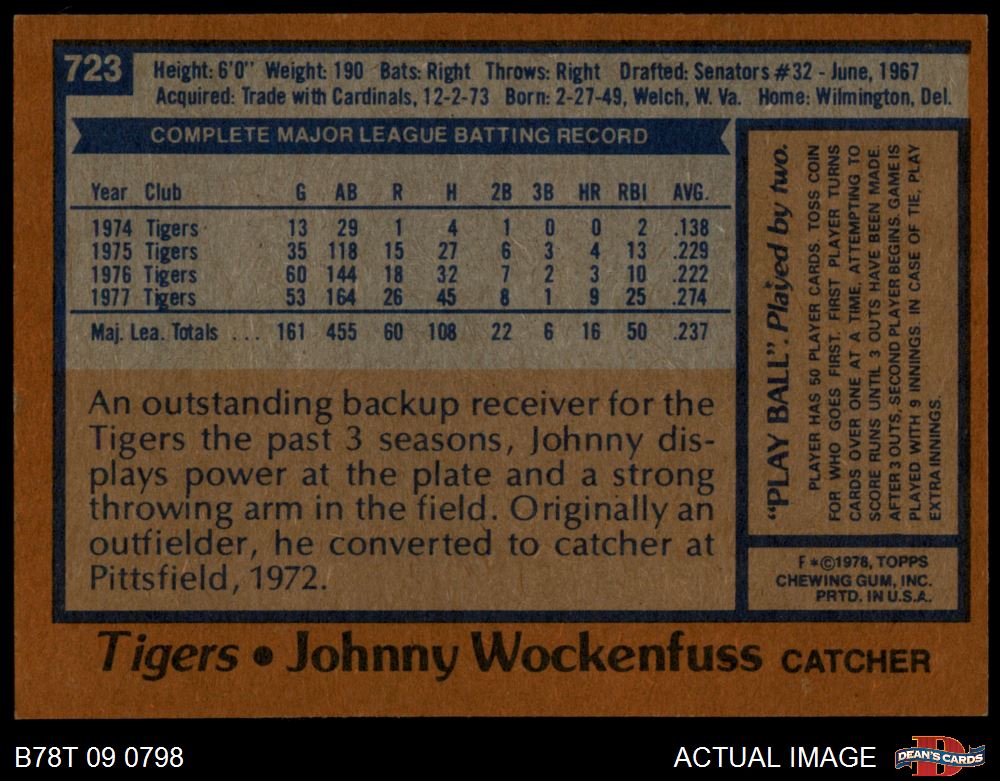 723
Height: 6'0" Weight: 190 Bats: Right Throws: Right Drafted: Senators #32 - June, 1967
Acquired: Trade with Cardinals, 12-2-73 Born: 2-27-49, Welch, W. Va. Home: Wilmington, Del.
COMPLETE MAJOR LEAGUE BATTING RECORD
Year Club G AB R H 2B 3B HR RBI AVG.
1974 Tigers 13 29 1 4 1 0 0 2 .138
1975 Tigers 35 118 15 27 6 3 4 13 .229
1976 Tigers 60 144 18 32 7 2 3 10 .222
1977 Tigers 53 164 26 45 8 1 9 25 .274
Maj. Lea. Totals ... 161 455 60 108 22 6 16 50 .237
An outstanding backup receiver for the
Tigers the past 3 seasons, Johnny dis-
plays power at the plate and a strong
throwing arm in the field. Originally an
outfielder, he converted to catcher at
Pittsfield, 1972.
"PLAY BALL". Played by two.
PLAYER HAS 50 PLAYER CARDS. TOSS COIN
FOR WHO GOES FIRST. FIRST PLAYER TURNS
CARDS OVER ONE AT A TIME, ATTEMPTING TO
SCORE RUNS UNTIL 3 OUTS HAVE BEEN MADE.
AFTER 3 OUTS, SECOND PLAYER BEGINS. GAME IS
PLAYED WITH 9 INNINGS. IN CASE OF TIE, PLAY
EXTRA INNINGS.
F*©1978, TOPPS
CHEWING GUM, INC.
PRTD. IN U.S.A.
Tigers • Johnny Wockenfuss CATCHER
B78T 09 0798
ACTUAL IMAGE
D
DEAN'S CARDS